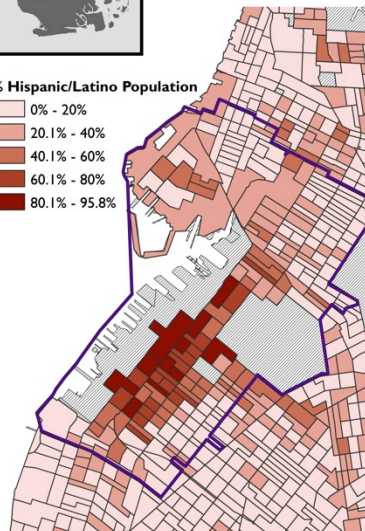 % Hispanic/Latino Population
0% - 20%
20.1% - 40%
40.1% - 60%
60.1% - 80%
80.1% - 95.8%